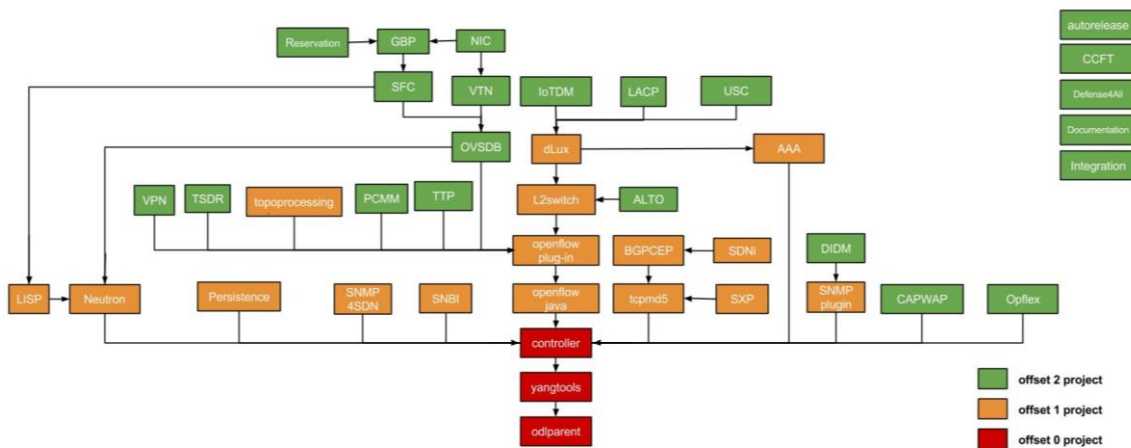 autorelease
Reservation
GBP
NIC
CCFT
SFC
VTN
IoTDM
LACP
USC
Defense4All
Documentation
OVSDB
dLux
AAA
Integration
VPN
TSDR
topoprocessing
PCMM
TTP
L2switch
ALTO
openflow
plug-in
BGPCEP
SDNi
DIDM
LISP
Neutron
Persistence
SNMP
4SDN
SNBI
openflow
java
tcpmd5
SXP
SNMP
plugin
CAPWAP
Opflex
controller
yangtools
odlparent
offset 2 project
offset 1 project
offset 0 project